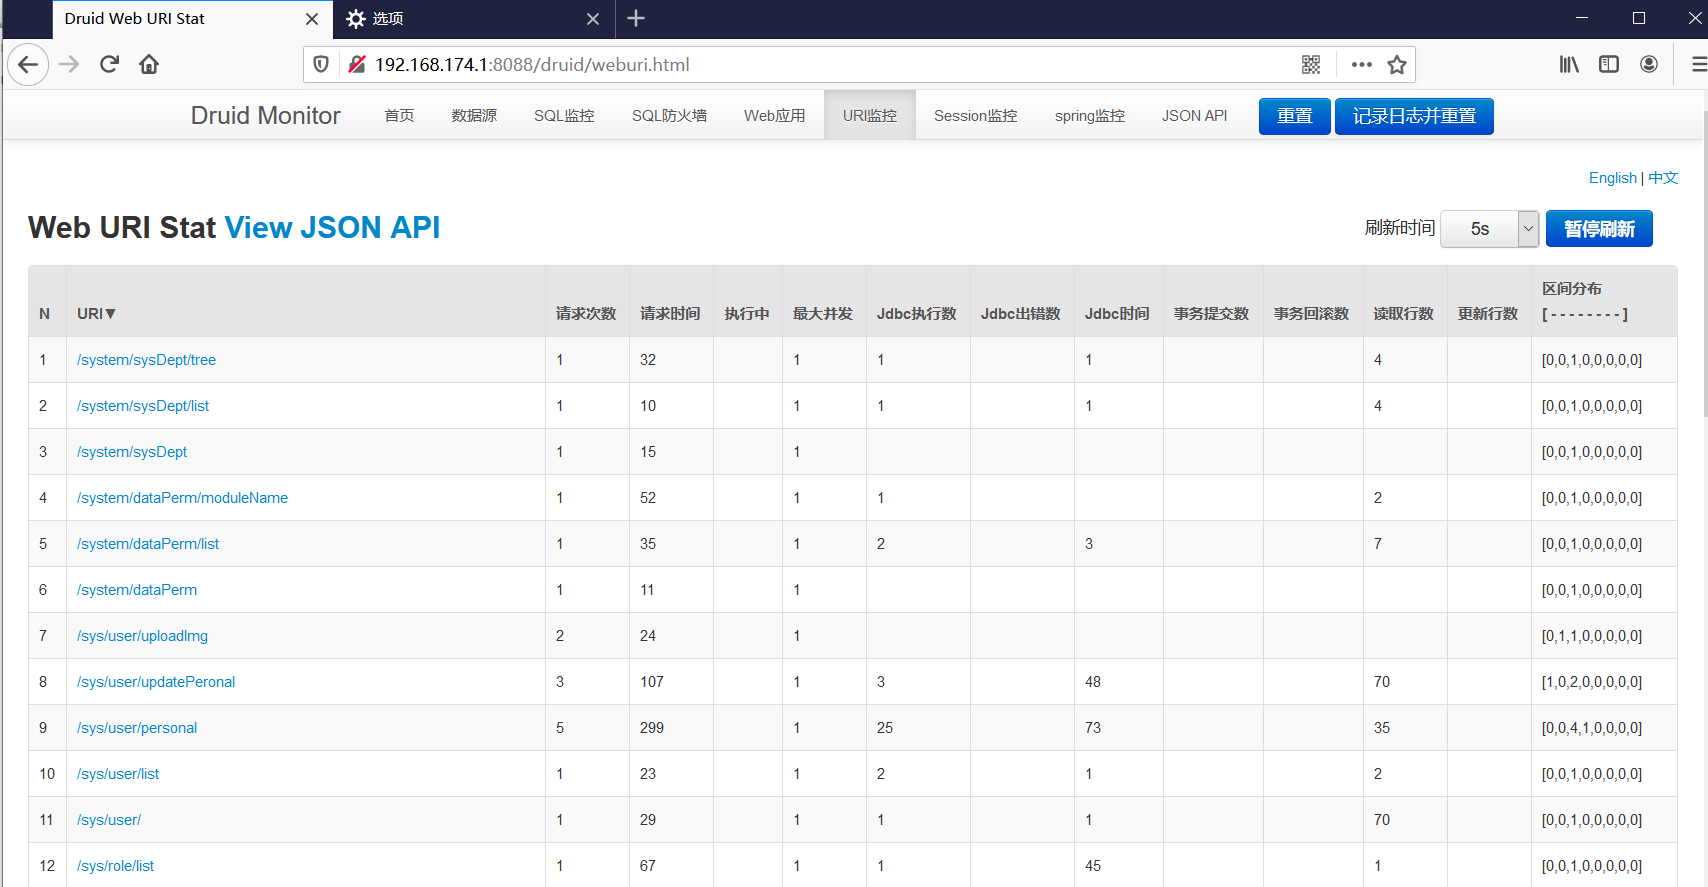 Druid Web URI Stat
选项
192.168.174.1:8088/druid/weburi.html
Druid Monitor 首页 数据源 SQL监控 SQL防火墙 Web应用 URI监控 Session监控 spring监控 JSON API 重置 记录日志并重置
English | 中文
Web URI Stat View JSON API 刷新时间 5s 暂停刷新
N URI▼ 请求次数 请求时间 执行中 最大并发 Jdbc执行数 Jdbc出错数 Jdbc时间 事务提交数 事务回滚数 读取行数 更新行数 区间分布
[ - - - - - - - - ]
1 /system/sysDept/tree 1 32 1 1 1 4 [0,0,1,0,0,0,0,0]
2 /system/sysDept/list 1 10 1 1 1 4 [0,0,1,0,0,0,0,0]
3 /system/sysDept 1 15 1 [0,0,1,0,0,0,0,0]
4 /system/dataPerm/moduleName 1 52 1 1 2 [0,0,1,0,0,0,0,0]
5 /system/dataPerm/list 1 35 1 2 3 7 [0,0,1,0,0,0,0,0]
6 /system/dataPerm 1 11 1 [0,0,1,0,0,0,0,0]
7 /sys/user/uploadImg 2 24 1 [0,1,1,0,0,0,0,0]
8 /sys/user/updatePeronal 3 107 1 3 48 70 [1,0,2,0,0,0,0,0]
9 /sys/user/personal 5 299 1 25 73 35 [0,0,4,1,0,0,0,0]
10 /sys/user/list 1 23 1 2 1 2 [0,0,1,0,0,0,0,0]
11 /sys/user/ 1 29 1 1 1 70 [0,0,1,0,0,0,0,0]
12 /sys/role/list 1 67 1 1 45 1 [0,0,1,0,0,0,0,0]